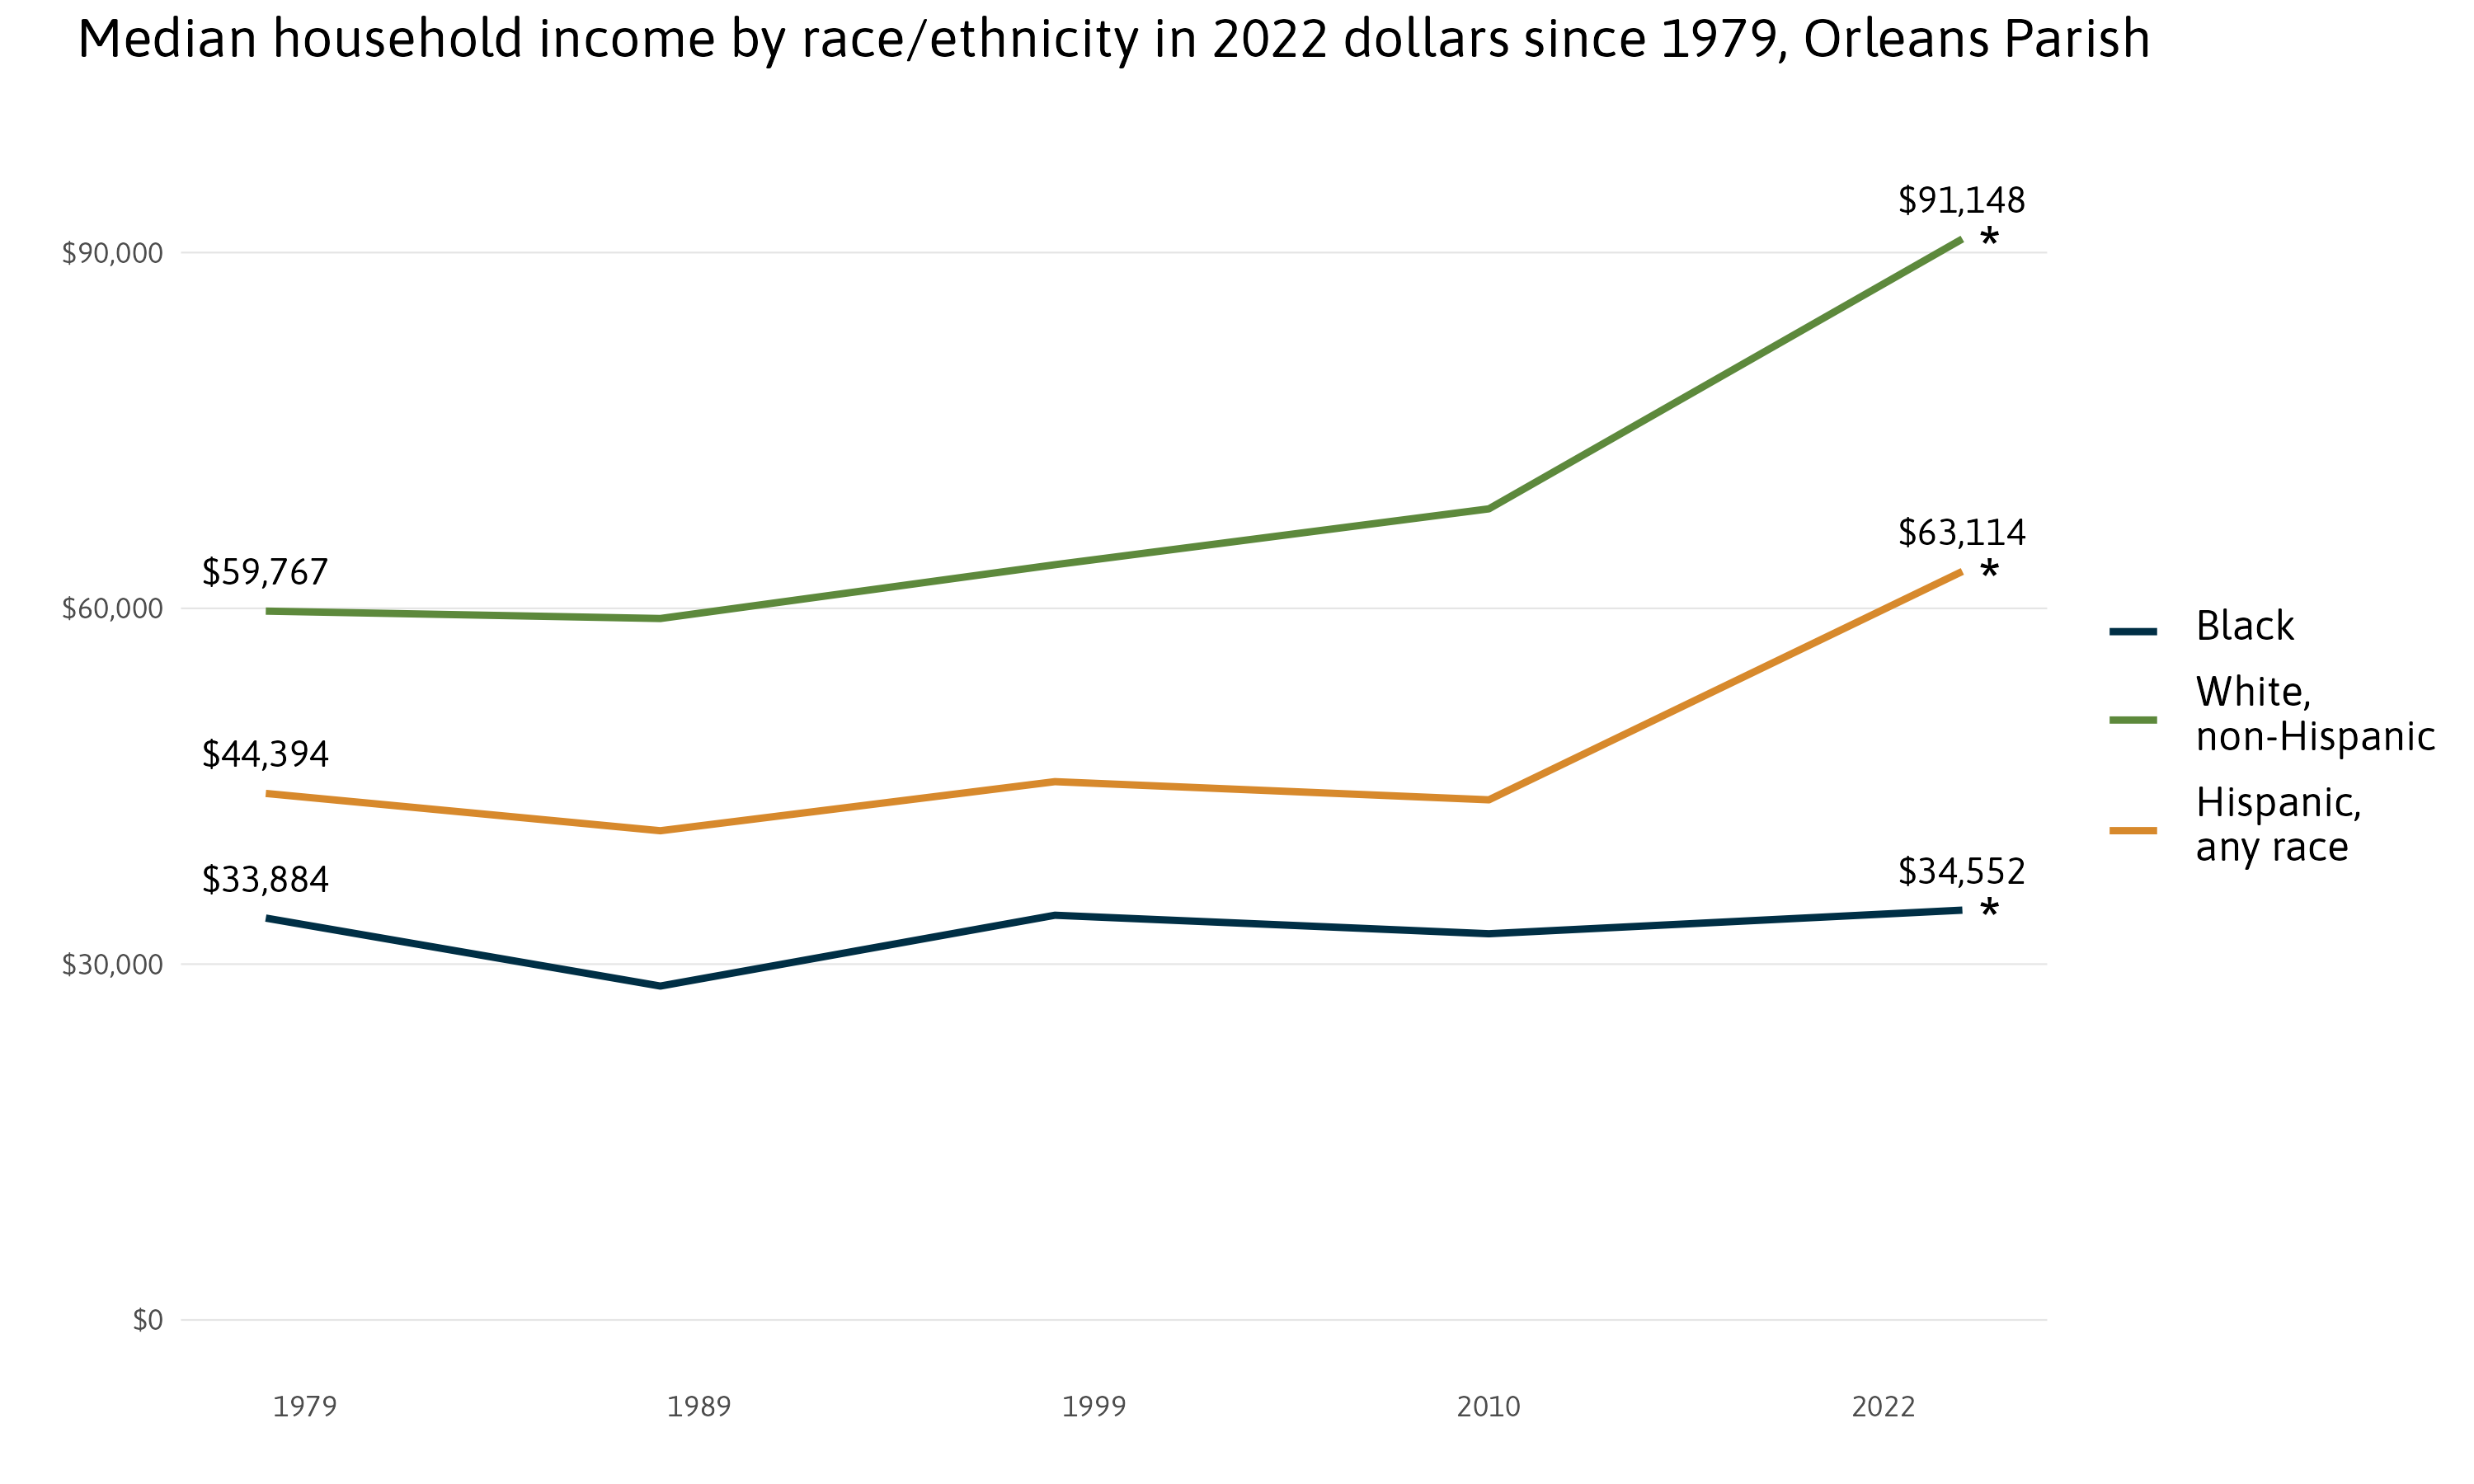 Median household income by race/ethnicity in 2022 dollars since 1979, Orleans Parish
$91,148
*
$90,000
$63,114
*
$59,767
$60,000
Black
White,
non-Hispanic
$44,394
Hispanic,
any race
$33,884
$34,552
*
$30,000
$0
1979 1989 1999 2010 2022